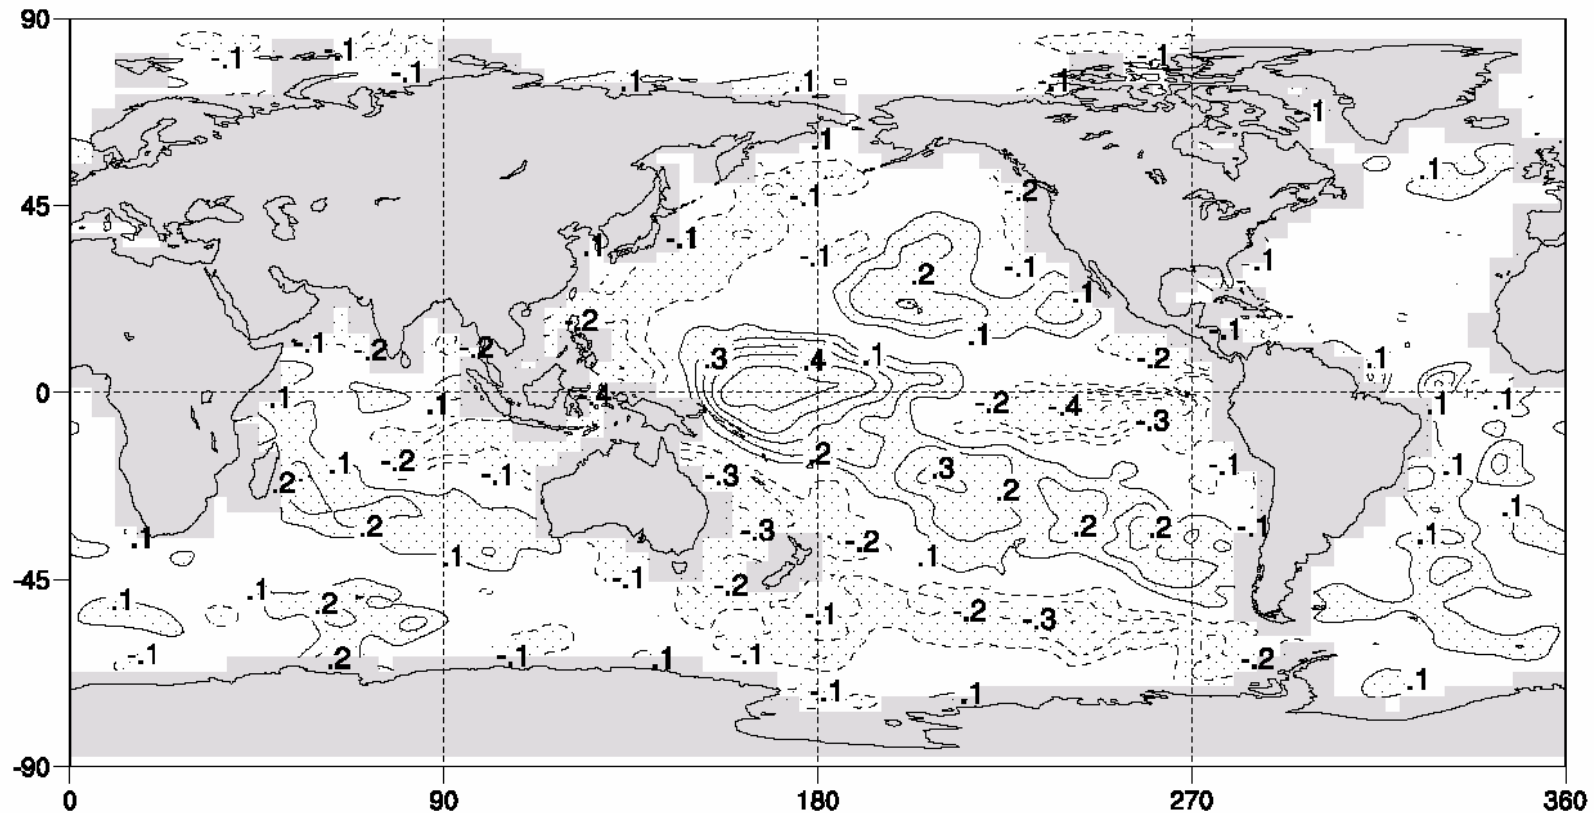 90
-.1 -.1 -.1
-.1 .1 .1 -.1
.1
.1
-.1 -.2 .1
45
.1 -.1 -.1 -.1 -.1
.2 .1
-.2 .1 -.1
-.1 -.2 -.2 .3 .4 .1 -.2 .1
0
-.1 -.1 -.4 -.2 -.4 -.3 .1 .1
.1 -.2 -.1 -.3 .2 .3 -.1 .1
.2 .2
.1 .2 -.3 -.2 .2 .2 -.1 .1 .1
.1 -.1 .1
-45
.1 .1 .2 -.2 -.1 -.2 -.3
-.1 .2 -.1 .1 -.1 -.2
-.1 .1 .1
-90
0 90 180 270 360